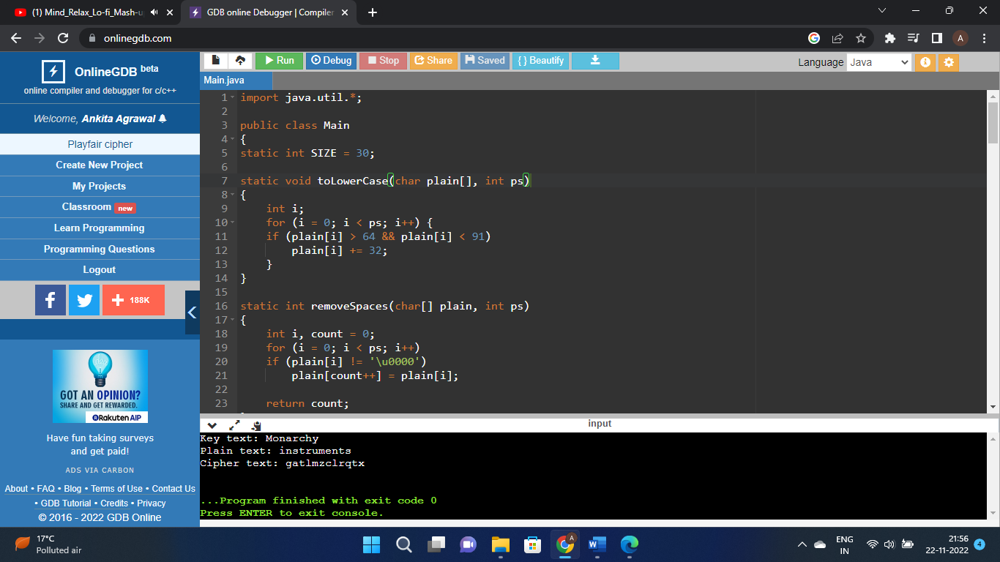 (1) Mind_Relax_Lo-fi_Mash-u
GDB online Debugger | Compiler
onlinegdb.com
A
OnlineGDB beta
online compiler and debugger for c/c++
Welcome, Ankita Agrawal
Playfair cipher
Create New Project
My Projects
Classroom new
Learn Programming
Programming Questions
Logout
188K
GOT AN OPINION?
SHARE AND GET REWARDED.
Rakuten AIP
Have fun taking surveys
and get paid!
ADS VIA CARBON
About • FAQ • Blog • Terms of Use • Contact Us
• GDB Tutorial • Credits • Privacy
© 2016 - 2022 GDB Online
Run Debug Stop Share Saved { } Beautify
Language Java
Main.java
1 import java.util.*;
2
3 public class Main
4 {
5 static int SIZE = 30;
6
7 static void toLowerCase(char plain[], int ps)
8 {
9 int i;
10 for (i = 0; i < ps; i++) {
11 if (plain[i] > 64 && plain[i] < 91)
12 plain[i] += 32;
13 }
14 }
15
16 static int removeSpaces(char[] plain, int ps)
17 {
18 int i, count = 0;
19 for (i = 0; i < ps; i++)
20 if (plain[i] != '\u0000')
21 plain[count++] = plain[i];
22
23 return count;
input
Key text: Monarchy
Plain text: instruments
Cipher text: gatlmzclrqtx
...Program finished with exit code 0
Press ENTER to exit console.
17°C
Polluted air
A
ENG
IN
21:56
22-11-2022
4